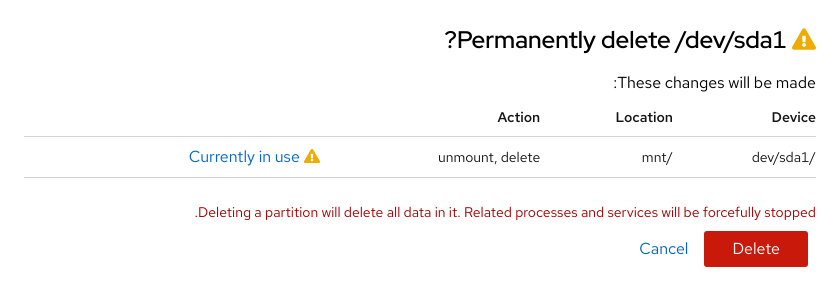 ?Permanently delete /dev/sda1
:These changes will be made
Device Location Action
dev/sda1/ mnt/ unmount, delete Currently in use
.Deleting a partition will delete all data in it. Related processes and services will be forcefully stopped
Delete Cancel